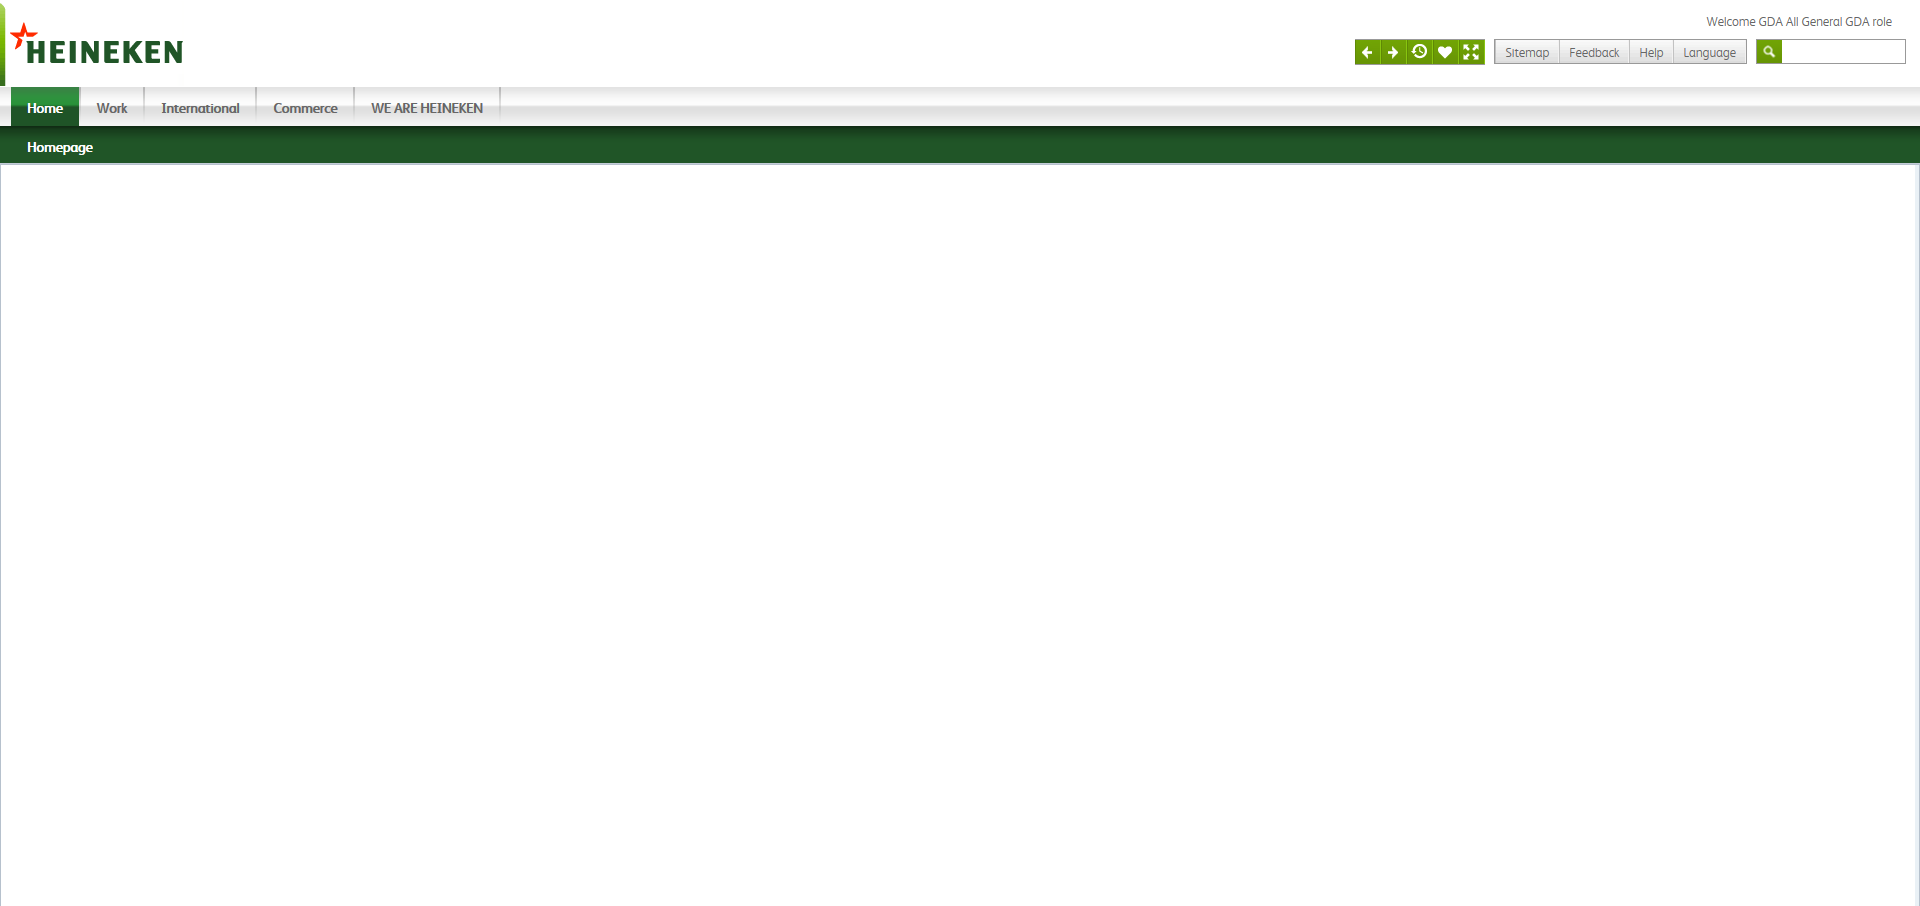 Welcome GDA All General GDA role
HEINEKEN
Sitemap Feedback Help Language
Home Work International Commerce WE ARE HEINEKEN
Homepage